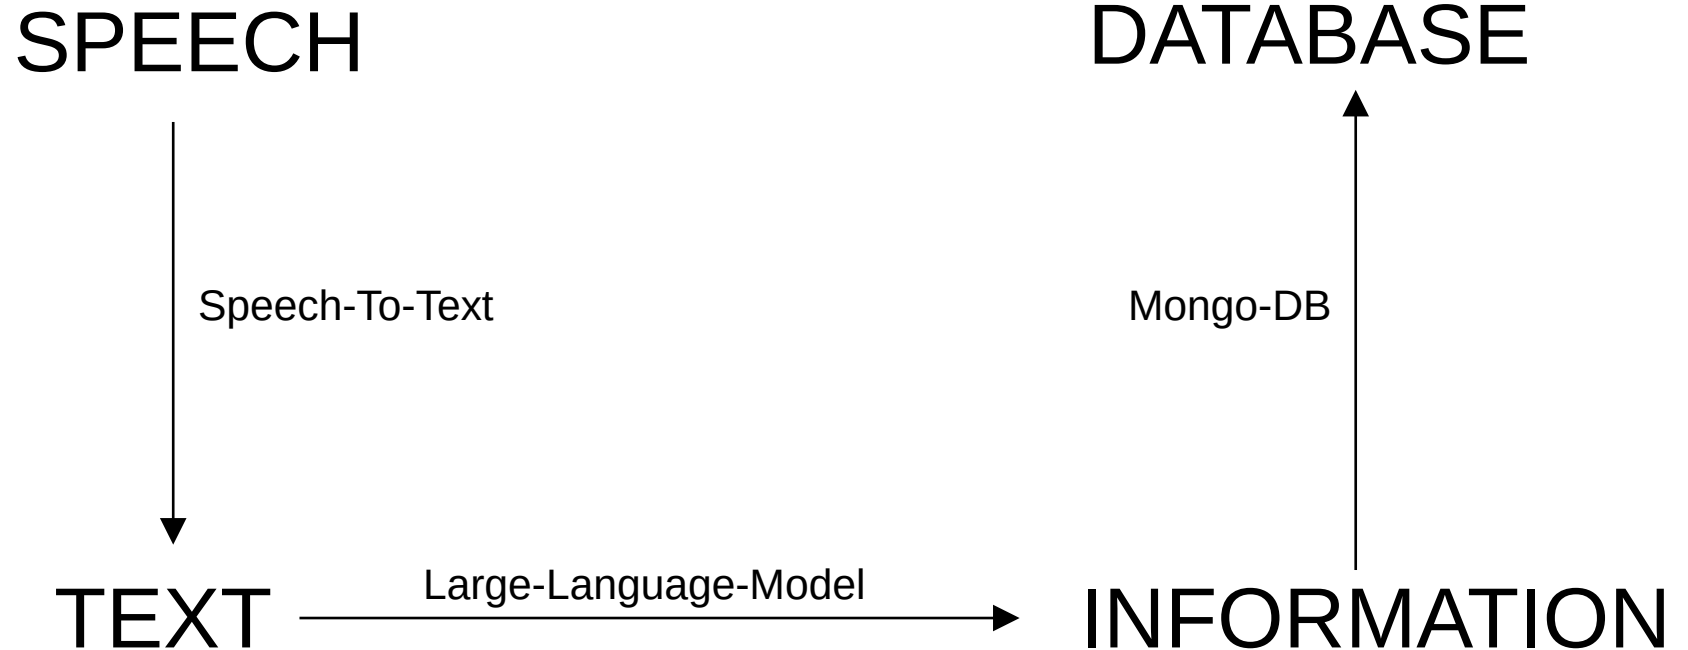 SPEECH
DATABASE
Speech-To-Text
Mongo-DB
Large-Language-Model
TEXT
INFORMATION